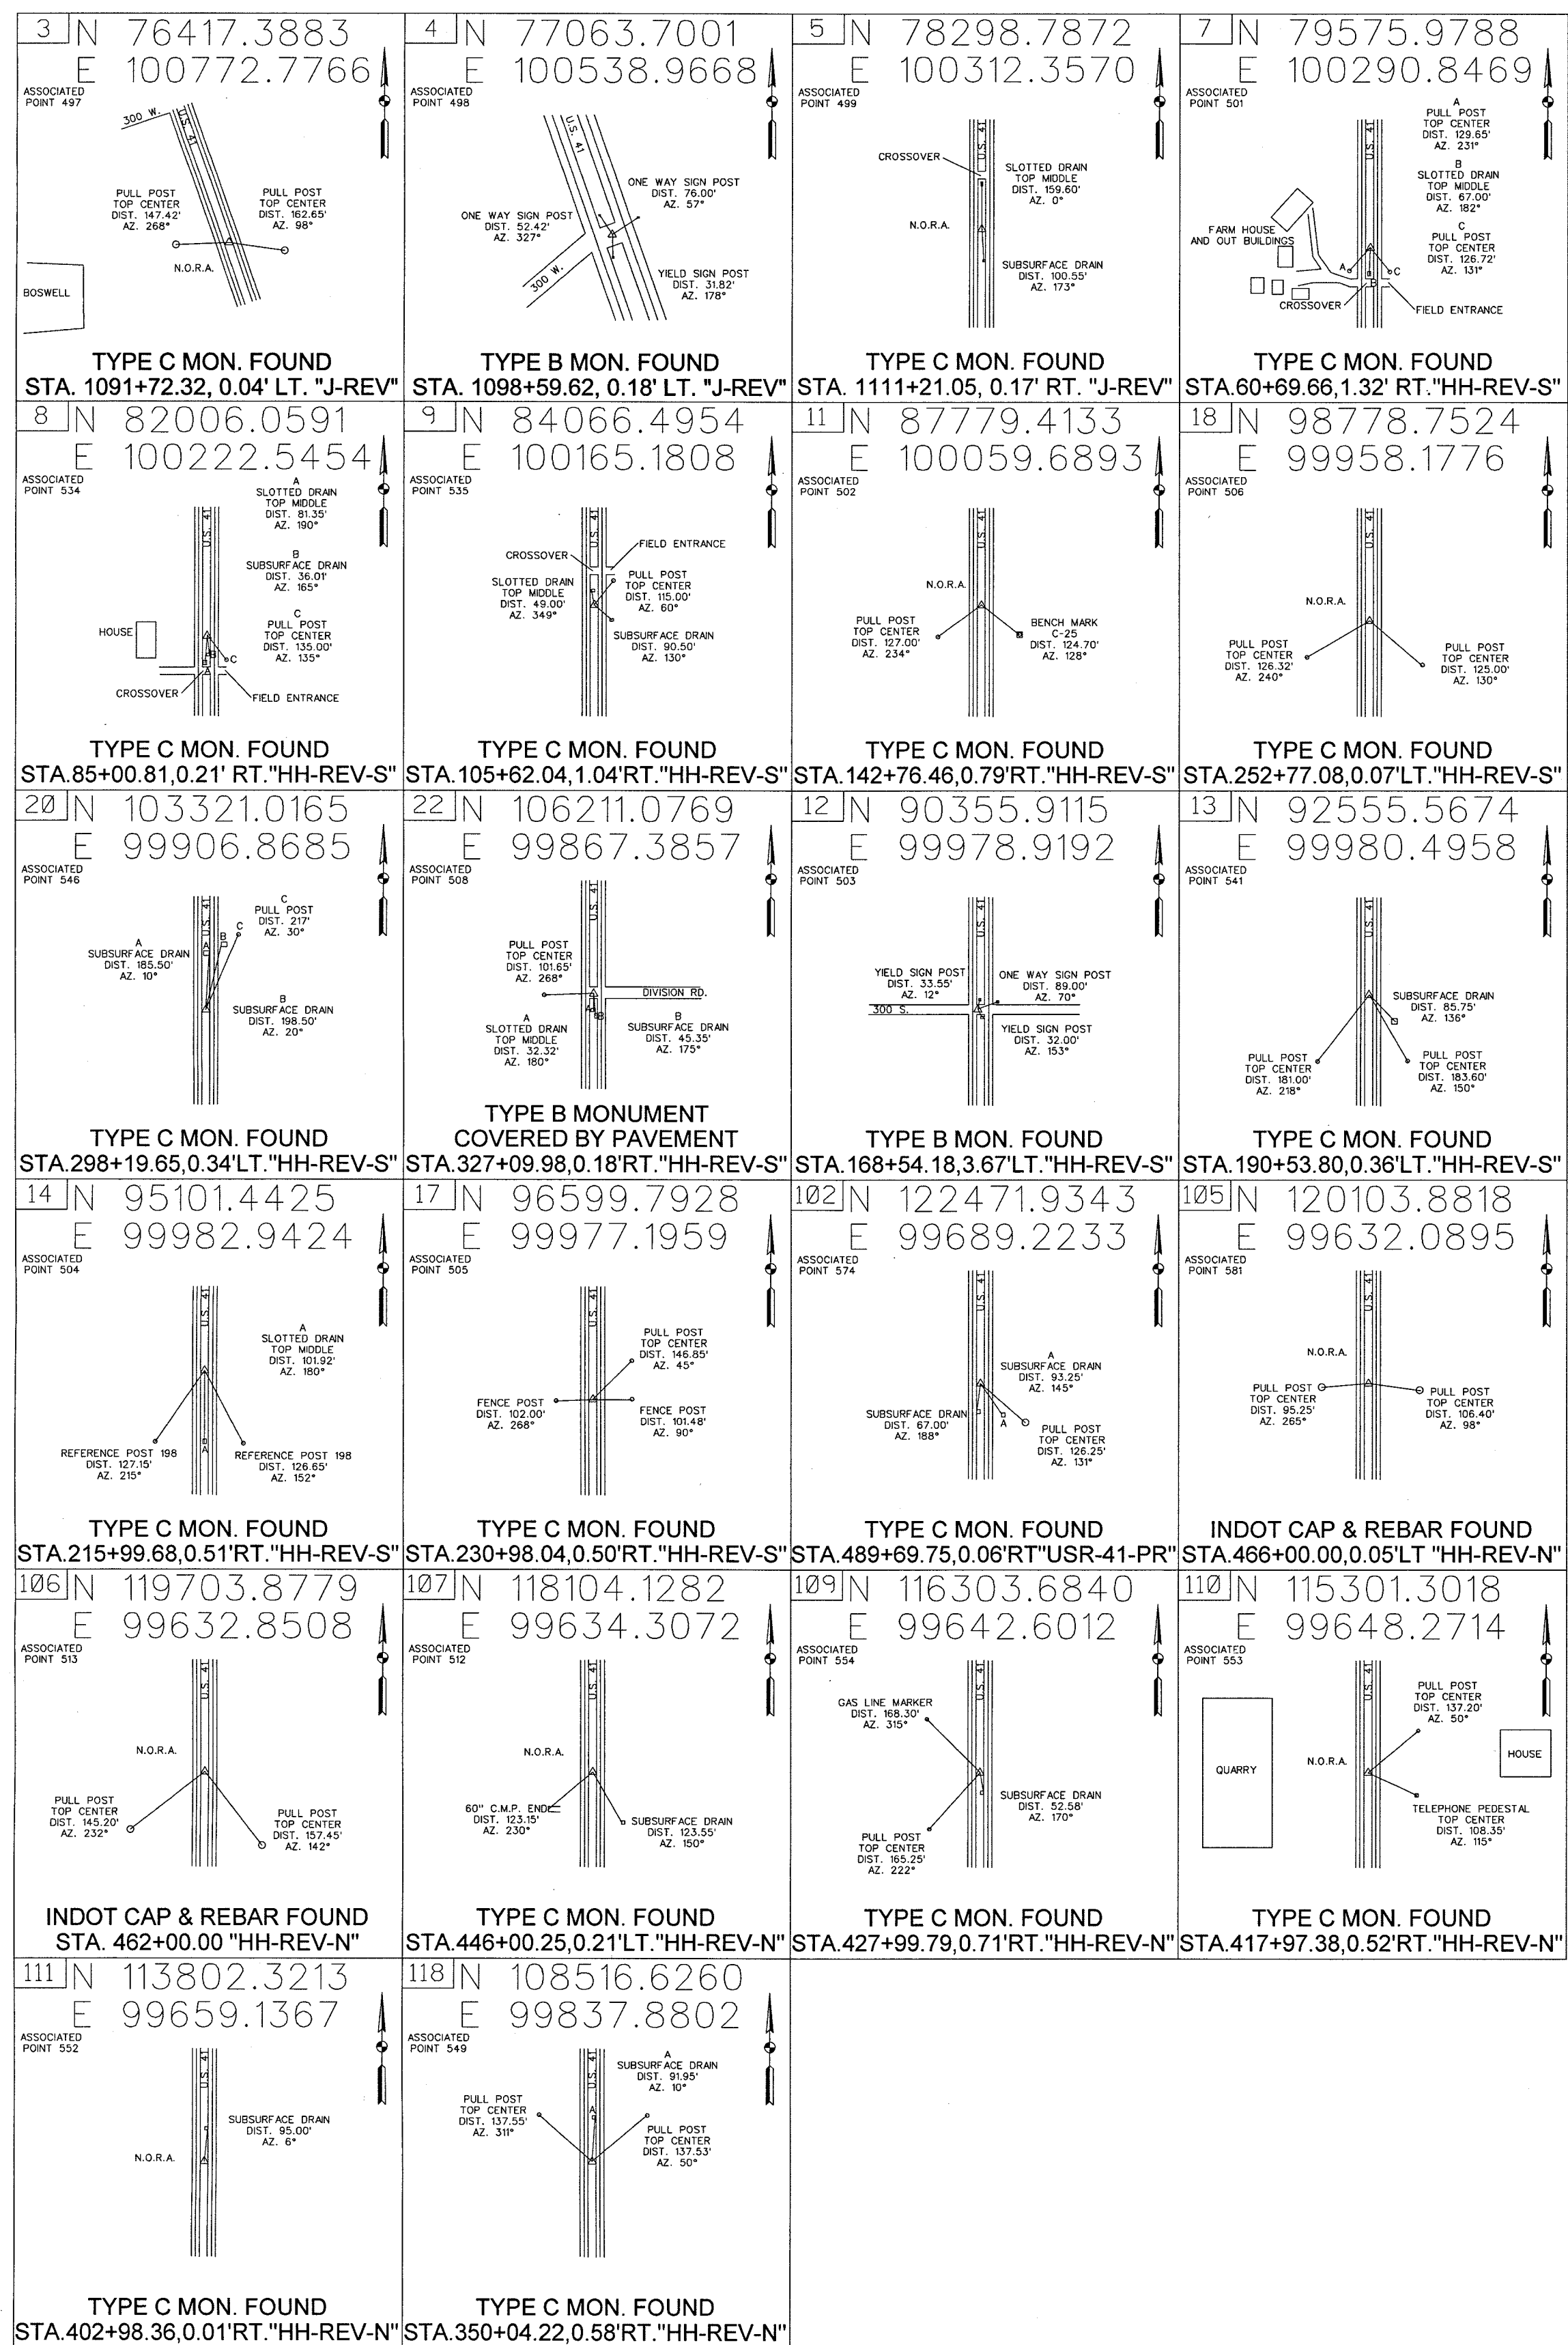 3 N 76417.3883
E 100772.7766
ASSOCIATED
POINT 497
300 W.
U.S. 41
PULL POST
TOP CENTER
DIST. 147.42'
AZ. 268°
PULL POST
TOP CENTER
DIST. 162.65'
AZ. 98°
N.O.R.A.
BOSWELL
TYPE C MON. FOUND
STA. 1091+72.32, 0.04' LT. "J-REV"
4 N 77063.7001
E 100538.9668
ASSOCIATED
POINT 498
U.S. 41
ONE WAY SIGN POST
DIST. 76.00'
AZ. 57°
ONE WAY SIGN POST
DIST. 52.42'
AZ. 327°
300 W.
YIELD SIGN POST
DIST. 31.82'
AZ. 178°
TYPE B MON. FOUND
STA. 1098+59.62, 0.18' LT. "J-REV"
5 N 78298.7872
E 100312.3570
ASSOCIATED
POINT 499
U.S. 41
CROSSOVER
SLOTTED DRAIN
TOP MIDDLE
DIST. 159.60'
AZ. 0°
N.O.R.A.
SUBSURFACE DRAIN
DIST. 100.55'
AZ. 173°
TYPE C MON. FOUND
STA. 1111+21.05, 0.17' RT. "J-REV"
7 N 79575.9788
E 100290.8469
ASSOCIATED
POINT 501
A
PULL POST
TOP CENTER
DIST. 129.65'
AZ. 231°
U.S. 41
B
SLOTTED DRAIN
TOP MIDDLE
DIST. 67.00'
AZ. 182°
C
PULL POST
TOP CENTER
DIST. 126.72'
AZ. 131°
FARM HOUSE
AND OUT BUILDINGS
A
C
B
CROSSOVER
FIELD ENTRANCE
TYPE C MON. FOUND
STA.60+69.66,1.32' RT."HH-REV-S"
8 N 82006.0591
E 100222.5454
ASSOCIATED
POINT 534
A
SLOTTED DRAIN
TOP MIDDLE
DIST. 81.35'
AZ. 190°
U.S. 41
B
SUBSURFACE DRAIN
DIST. 36.01'
AZ. 165°
C
PULL POST
TOP CENTER
DIST. 135.00'
AZ. 135°
HOUSE
A
B
C
CROSSOVER
FIELD ENTRANCE
TYPE C MON. FOUND
STA.85+00.81,0.21' RT."HH-REV-S"
9 N 84066.4954
E 100165.1808
ASSOCIATED
POINT 535
U.S. 41
FIELD ENTRANCE
CROSSOVER
SLOTTED DRAIN
TOP MIDDLE
DIST. 49.00'
AZ. 349°
PULL POST
TOP CENTER
DIST. 115.00'
AZ. 60°
SUBSURFACE DRAIN
DIST. 90.50'
AZ. 130°
TYPE C MON. FOUND
STA.105+62.04,1.04'RT."HH-REV-S"
11 N 87779.4133
E 100059.6893
ASSOCIATED
POINT 502
U.S. 41
N.O.R.A.
PULL POST
TOP CENTER
DIST. 127.00'
AZ. 234°
BENCH MARK
C-25
DIST. 124.70'
AZ. 128°
TYPE C MON. FOUND
STA.142+76.46,0.79'RT."HH-REV-S"
18 N 98778.7524
E 99958.1776
ASSOCIATED
POINT 506
U.S. 41
N.O.R.A.
PULL POST
TOP CENTER
DIST. 126.32'
AZ. 240°
PULL POST
TOP CENTER
DIST. 125.00'
AZ. 130°
TYPE C MON. FOUND
STA.252+77.08,0.07'LT."HH-REV-S"
20 N 103321.0165
E 99906.8685
ASSOCIATED
POINT 546
C
PULL POST
DIST. 217'
AZ. 30°
U.S. 41
A
B
C
A
SUBSURFACE DRAIN
DIST. 185.50'
AZ. 10°
B
SUBSURFACE DRAIN
DIST. 198.50'
AZ. 20°
TYPE C MON. FOUND
STA.298+19.65,0.34'LT."HH-REV-S"
22 N 106211.0769
E 99867.3857
ASSOCIATED
POINT 508
U.S. 41
PULL POST
TOP CENTER
DIST. 101.65'
AZ. 268°
DIVISION RD.
A
B
A
SLOTTED DRAIN
TOP MIDDLE
DIST. 32.32'
AZ. 180°
B
SUBSURFACE DRAIN
DIST. 45.35'
AZ. 175°
TYPE B MONUMENT
COVERED BY PAVEMENT
STA.327+09.98,0.18'RT."HH-REV-S"
12 N 90355.9115
E 99978.9192
ASSOCIATED
POINT 503
U.S. 41
YIELD SIGN POST
DIST. 33.55'
AZ. 12°
ONE WAY SIGN POST
DIST. 89.00'
AZ. 70°
300 S.
YIELD SIGN POST
DIST. 32.00'
AZ. 153°
TYPE B MON. FOUND
STA.168+54.18,3.67'LT."HH-REV-S"
13 N 92555.5674
E 99980.4958
ASSOCIATED
POINT 541
U.S. 41
SUBSURFACE DRAIN
DIST. 85.75'
AZ. 136°
PULL POST
TOP CENTER
DIST. 181.00'
AZ. 218°
PULL POST
TOP CENTER
DIST. 183.60'
AZ. 150°
TYPE C MON. FOUND
STA.190+53.80,0.36'LT."HH-REV-S"
14 N 95101.4425
E 99982.9424
ASSOCIATED
POINT 504
U.S. 41
A
SLOTTED DRAIN
TOP MIDDLE
DIST. 101.92'
AZ. 180°
REFERENCE POST 198
DIST. 127.15'
AZ. 215°
A
REFERENCE POST 198
DIST. 126.65'
AZ. 152°
TYPE C MON. FOUND
STA.215+99.68,0.51'RT."HH-REV-S"
17 N 96599.7928
E 99977.1959
ASSOCIATED
POINT 505
U.S. 41
PULL POST
TOP CENTER
DIST. 146.85'
AZ. 45°
FENCE POST
DIST. 102.00'
AZ. 268°
FENCE POST
DIST. 101.48'
AZ. 90°
TYPE C MON. FOUND
STA.230+98.04,0.50'RT."HH-REV-S"
102 N 122471.9343
E 99689.2233
ASSOCIATED
POINT 574
U.S. 41
A
SUBSURFACE DRAIN
DIST. 93.25'
AZ. 145°
SUBSURFACE DRAIN
DIST. 67.00'
AZ. 188°
A
PULL POST
TOP CENTER
DIST. 126.25'
AZ. 131°
TYPE C MON. FOUND
STA.489+69.75,0.06'RT"USR-41-PR"
105 N 120103.8818
E 99632.0895
ASSOCIATED
POINT 581
U.S. 41
N.O.R.A.
PULL POST
TOP CENTER
DIST. 95.25'
AZ. 265°
PULL POST
TOP CENTER
DIST. 106.40'
AZ. 98°
INDOT CAP & REBAR FOUND
STA.466+00.00,0.05'LT "HH-REV-N"
106 N 119703.8779
E 99632.8508
ASSOCIATED
POINT 513
U.S. 41
N.O.R.A.
PULL POST
TOP CENTER
DIST. 145.20'
AZ. 232°
PULL POST
TOP CENTER
DIST. 157.45'
AZ. 142°
INDOT CAP & REBAR FOUND
STA. 462+00.00 "HH-REV-N"
107 N 118104.1282
E 99634.3072
ASSOCIATED
POINT 512
U.S. 41
N.O.R.A.
60" C.M.P. END
DIST. 123.15'
AZ. 230°
SUBSURFACE DRAIN
DIST. 123.55'
AZ. 150°
TYPE C MON. FOUND
STA.446+00.25,0.21'LT."HH-REV-N"
109 N 116303.6840
E 99642.6012
ASSOCIATED
POINT 554
U.S. 41
GAS LINE MARKER
DIST. 168.30'
AZ. 315°
SUBSURFACE DRAIN
DIST. 52.58'
AZ. 170°
PULL POST
TOP CENTER
DIST. 165.25'
AZ. 222°
TYPE C MON. FOUND
STA.427+99.79,0.71'RT."HH-REV-N"
110 N 115301.3018
E 99648.2714
ASSOCIATED
POINT 553
U.S. 41
PULL POST
TOP CENTER
DIST. 137.20'
AZ. 50°
QUARRY
N.O.R.A.
HOUSE
TELEPHONE PEDESTAL
TOP CENTER
DIST. 108.35'
AZ. 115°
TYPE C MON. FOUND
STA.417+97.38,0.52'RT."HH-REV-N"
111 N 113802.3213
E 99659.1367
ASSOCIATED
POINT 552
U.S. 41
SUBSURFACE DRAIN
DIST. 95.00'
AZ. 6°
N.O.R.A.
TYPE C MON. FOUND
STA.402+98.36,0.01'RT."HH-REV-N"
118 N 108516.6260
E 99837.8802
ASSOCIATED
POINT 549
U.S. 41
A
SUBSURFACE DRAIN
DIST. 91.95'
AZ. 10°
PULL POST
TOP CENTER
DIST. 137.55'
AZ. 311°
A
PULL POST
TOP CENTER
DIST. 137.53'
AZ. 50°
TYPE C MON. FOUND
STA.350+04.22,0.58'RT."HH-REV-N"